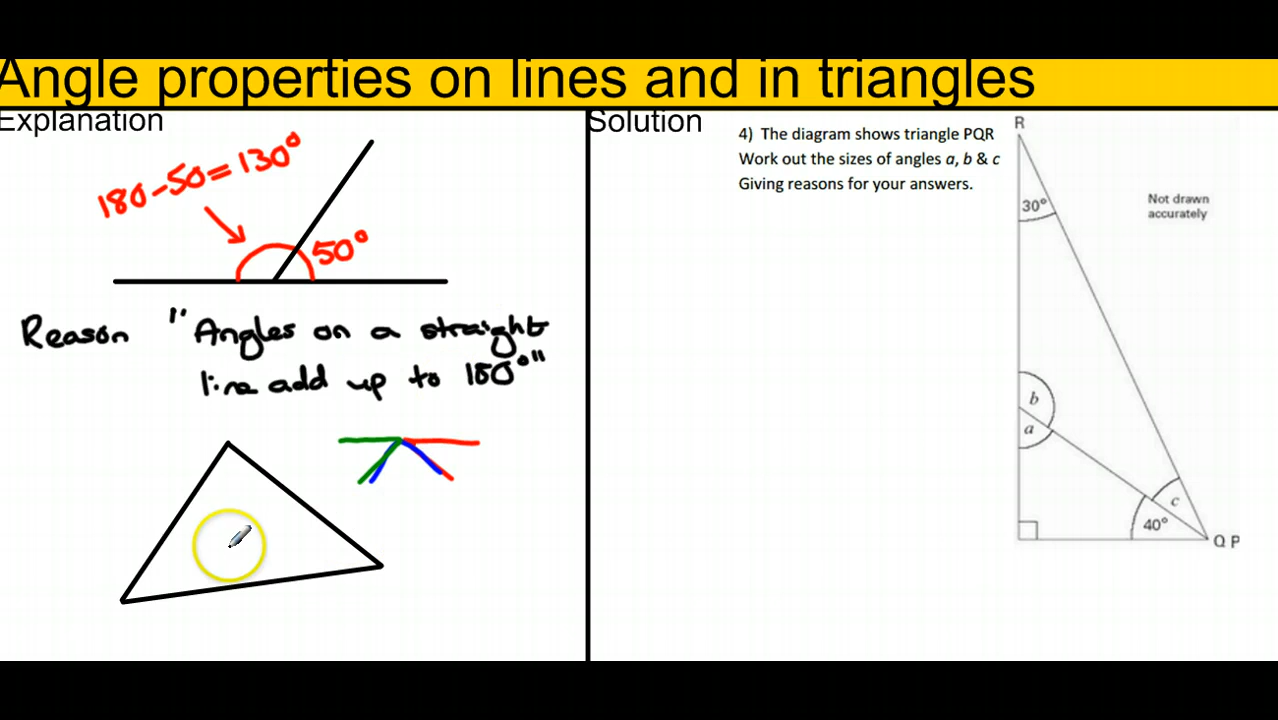 Angle properties on lines and in triangles
Explanation
180-50=130°
50°
Reason "Angles on a straight
line add up to 180°"
Solution
4) The diagram shows triangle PQR
Work out the sizes of angles a, b & c
Giving reasons for your answers.
R
30°
Not drawn
accurately
b
a
c
40°
Q P